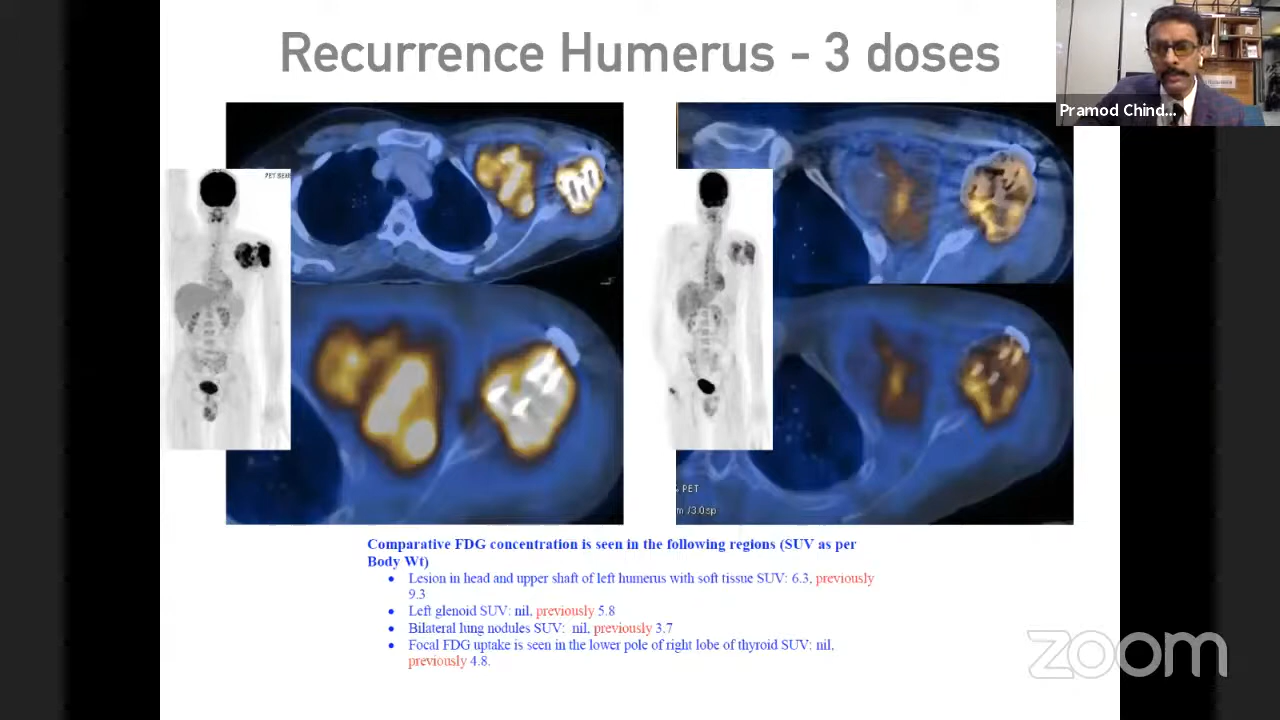 Recurrence Humerus - 3 doses
Pramod Chind...
% PET
m /3.0sp
Comparative FDG concentration is seen in the following regions (SUV as per
Body Wt)
• Lesion in head and upper shaft of left humerus with soft tissue SUV: 6.3, previously
9.3
• Left glenoid SUV: nil, previously 5.8
• Bilateral lung nodules SUV: nil, previously 3.7
• Focal FDG uptake is seen in the lower pole of right lobe of thyroid SUV: nil,
previously 4.8.
zoom